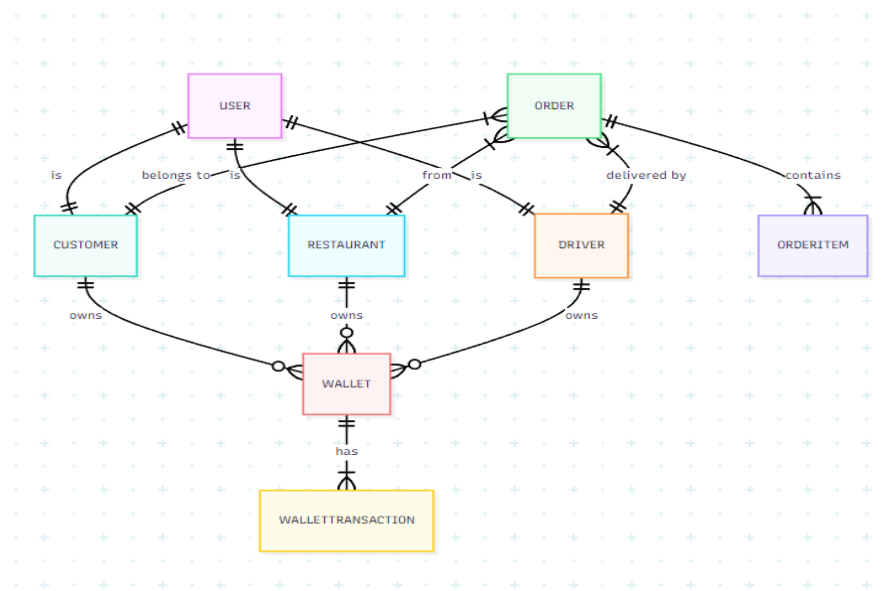 USER
ORDER
is
belongs to
is
from
is
delivered by
contains
CUSTOMER
RESTAURANT
DRIVER
ORDERITEM
owns
owns
owns
WALLET
has
WALLETTRANSACTION